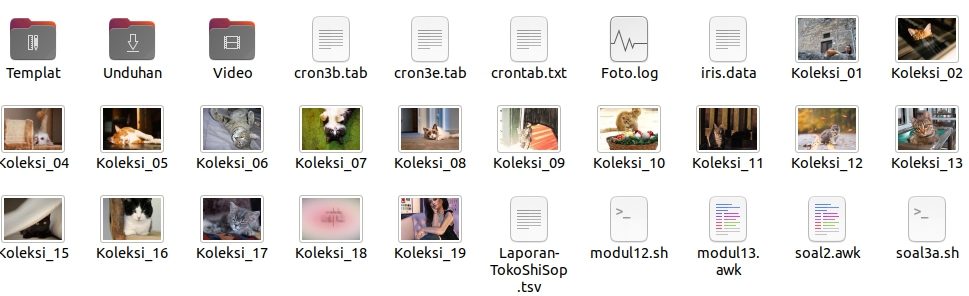 Templat
Unduhan
Video
cron3b.tab
cron3e.tab
crontab.txt
Foto.log
iris.data
Koleksi_01
Koleksi_02
Koleksi_04
Koleksi_05
Koleksi_06
Koleksi_07
Koleksi_08
Koleksi_09
Koleksi_10
Koleksi_11
Koleksi_12
Koleksi_13
Koleksi_15
Koleksi_16
Koleksi_17
Koleksi_18
Koleksi_19
Laporan-
TokoShiSop
.tsv
modul12.sh
modul13.
awk
soal2.awk
soal3a.sh